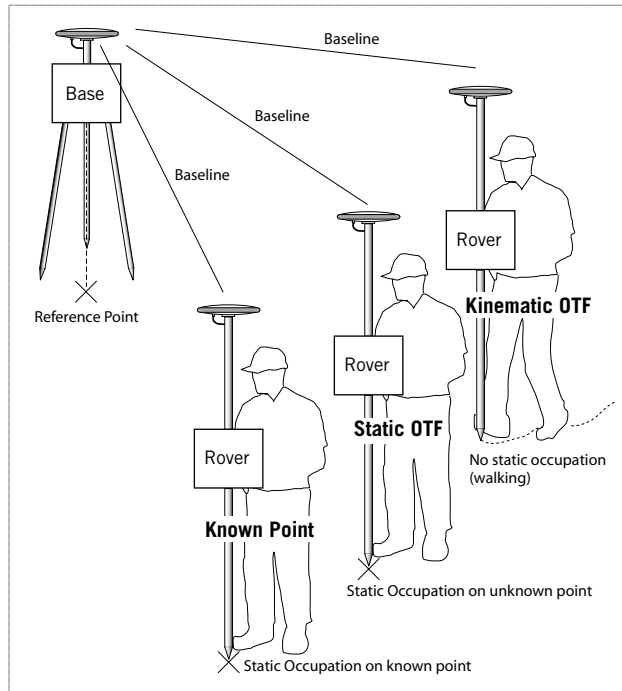 Baseline
Base
Baseline
Baseline
Rover
Reference Point
Kinematic OTF
Rover
Static OTF
Rover
No static occupation
(walking)
Known Point
Static Occupation on unknown point
Static Occupation on known point